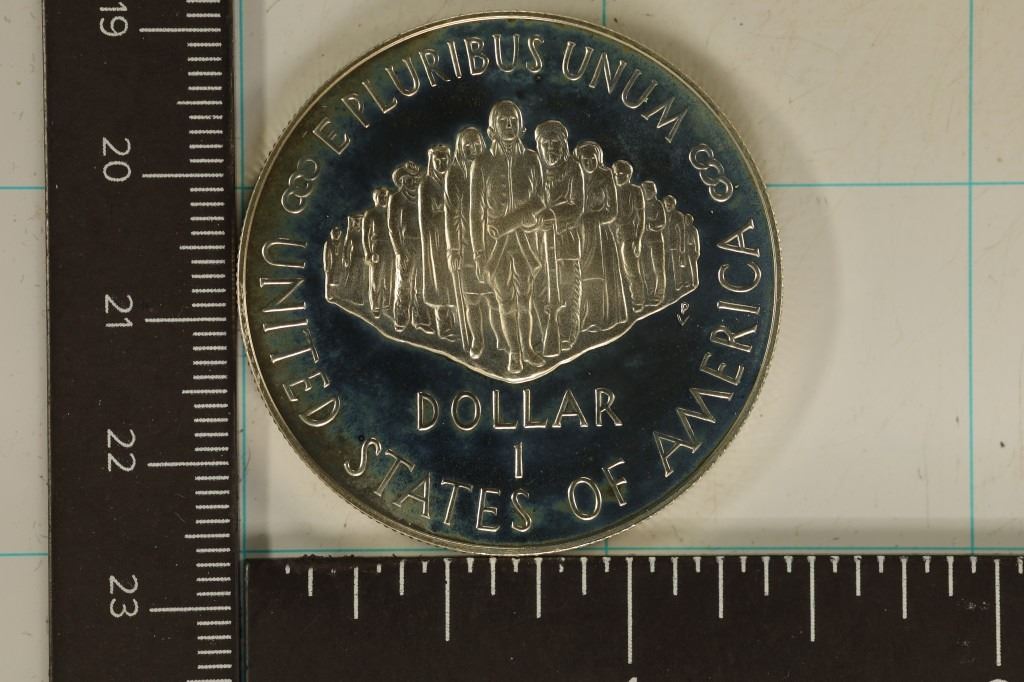 E PLURIBUS UNUM
DOLLAR
1
UNITED STATES OF AMERICA
19
20
21
22
23